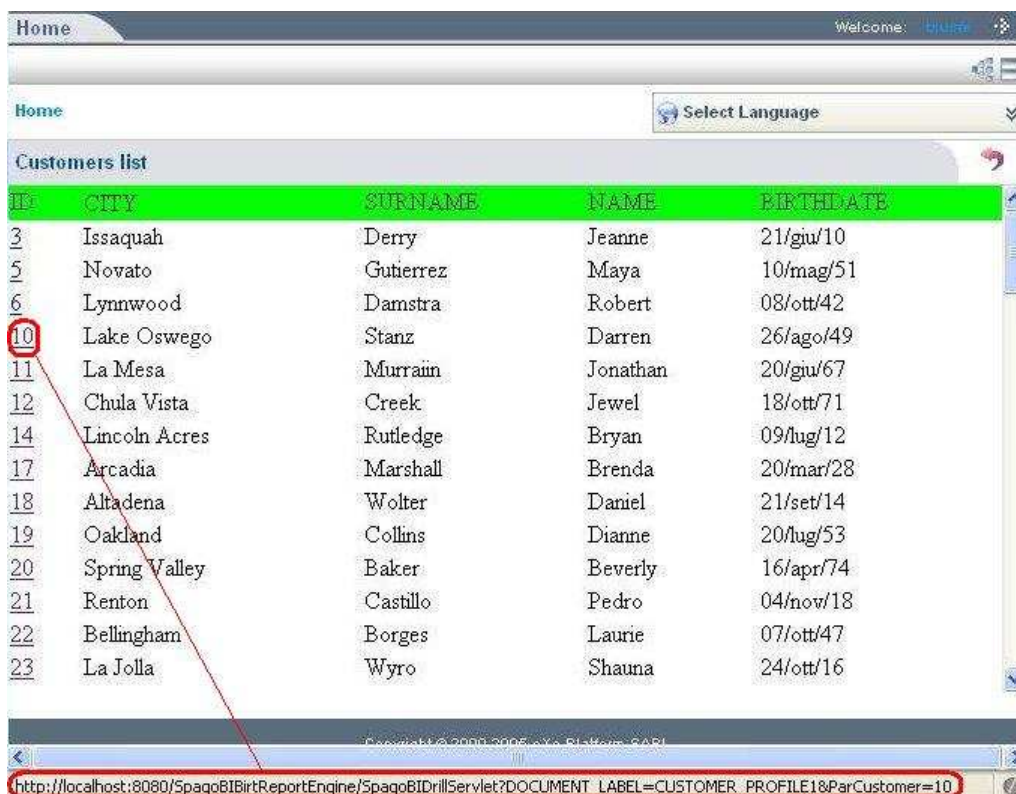 Home Welcome:
Home Select Language
Customers list
ID CITY SURNAME NAME BIRTHDATE
3 Issaquah Derry Jeanne 21/giu/10
5 Novato Gutierrez Maya 10/mag/51
6 Lynnwood Damstra Robert 08/ott/42
10 Lake Oswego Stanz Darren 26/ago/49
11 La Mesa Murraiin Jonathan 20/giu/67
12 Chula Vista Creek Jewel 18/ott/71
14 Lincoln Acres Rutledge Bryan 09/lug/12
17 Arcadia Marshall Brenda 20/mar/28
18 Altadena Wolter Daniel 21/set/14
19 Oakland Collins Dianne 20/lug/53
20 Spring Valley Baker Beverly 16/apr/74
21 Renton Castillo Pedro 04/nov/18
22 Bellingham Borges Laurie 07/ott/47
23 La Jolla Wyro Shauna 24/ott/16
Copyright © 2000-2005 eXo Platform SARL
http://localhost:8080/SpagoBIBirtReportEngine/SpagoBIDrillServlet?DOCUMENT_LABEL=CUSTOMER_PROFILE1&ParCustomer=10